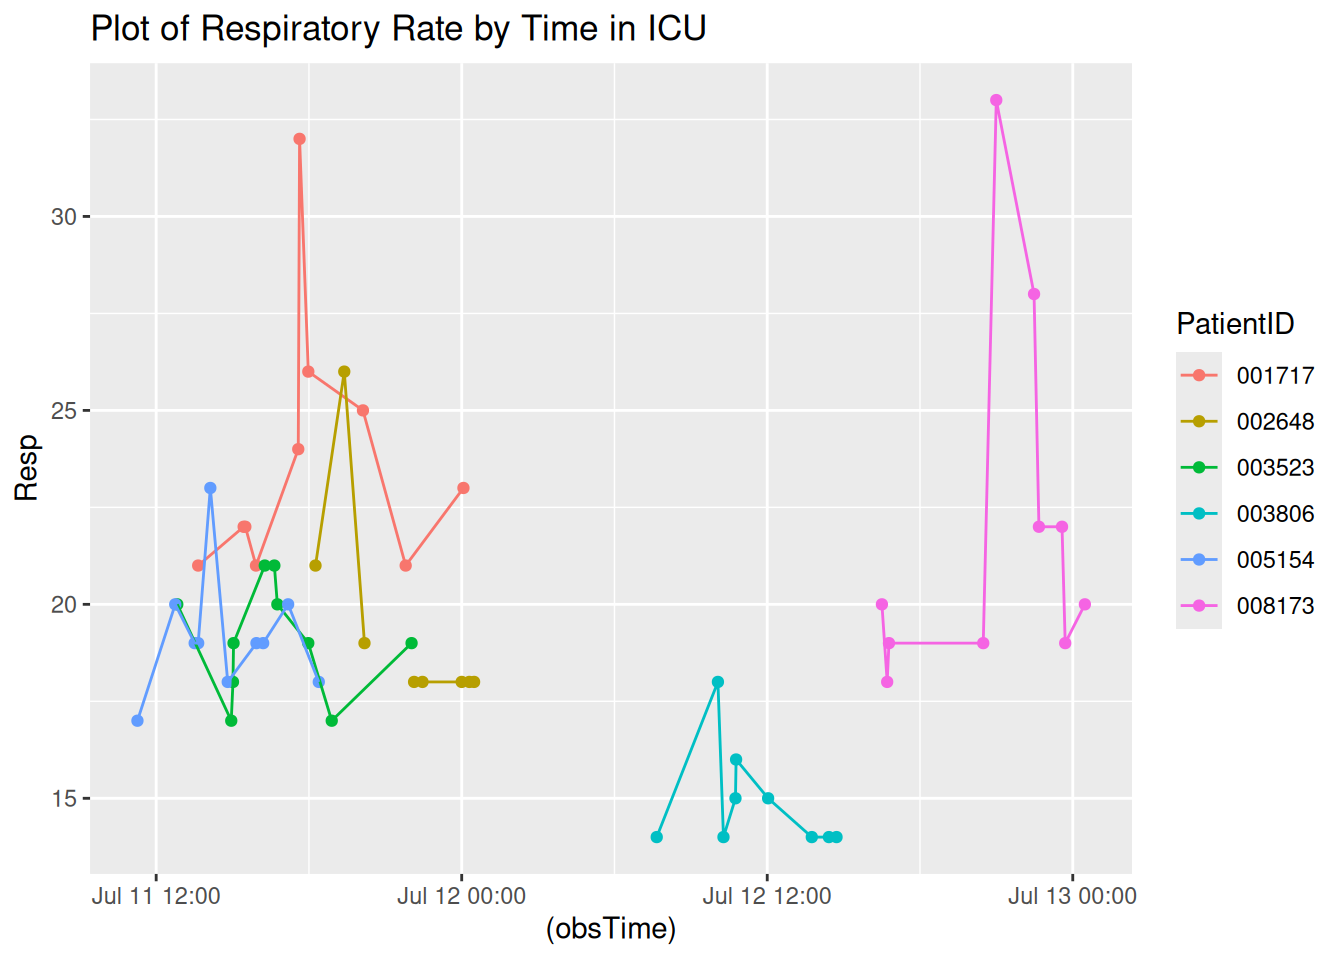 Plot of Respiratory Rate by Time in ICU
30
25
20
15
Resp
Jul 11 12:00
Jul 12 00:00
Jul 12 12:00
Jul 13 00:00
(obsTime)
PatientID
001717
002648
003523
003806
005154
008173